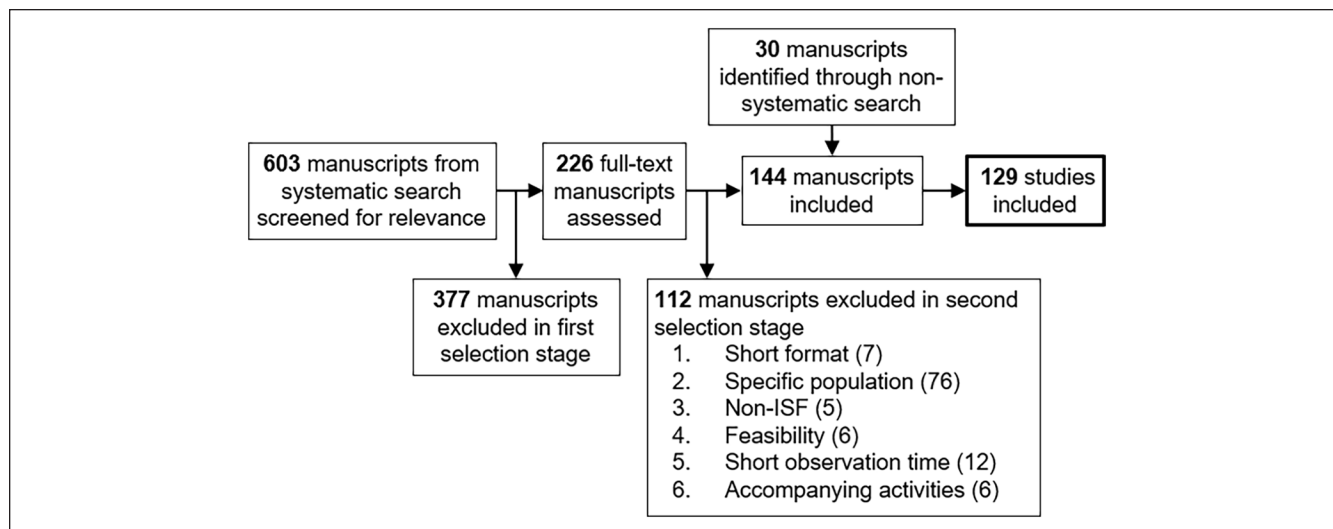 30 manuscripts
identified through non-
systematic search
603 manuscripts from
systematic search
screened for relevance
226 full-text
manuscripts
assessed
144 manuscripts
included
129 studies
included
377 manuscripts
excluded in first
selection stage
112 manuscripts excluded in second
selection stage
1. Short format (7)
2. Specific population (76)
3. Non-ISF (5)
4. Feasibility (6)
5. Short observation time (12)
6. Accompanying activities (6)